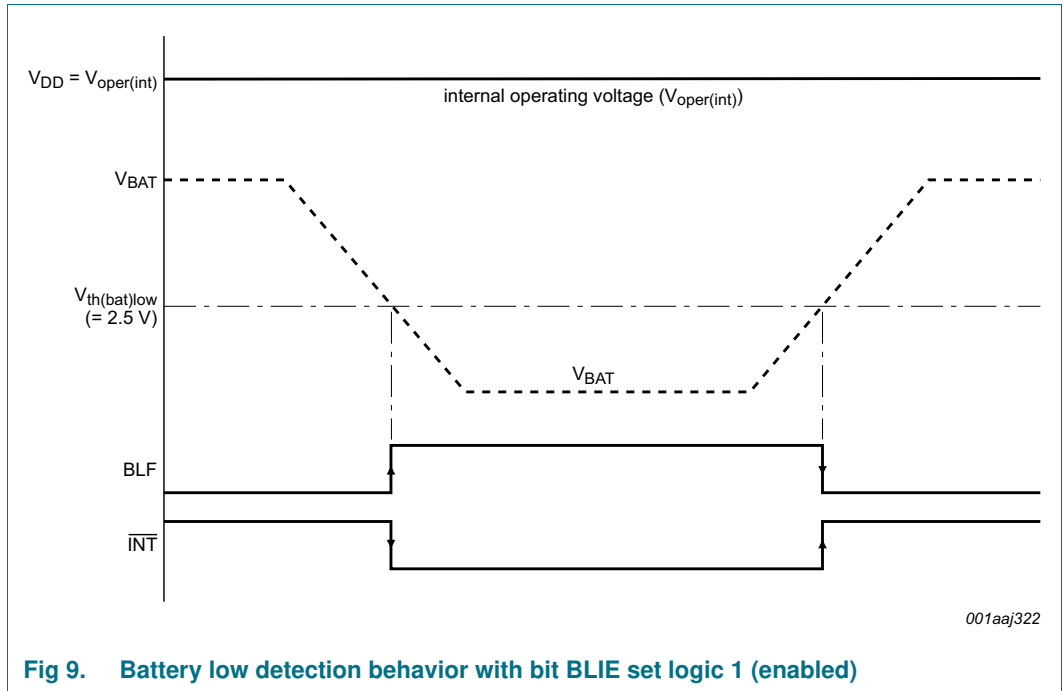 VDD = Voper(int)
internal operating voltage (Voper(int))
VBAT
Vth(bat)low
(= 2.5 V)
VBAT
BLF
INT
001aaj322
Fig 9. Battery low detection behavior with bit BLIE set logic 1 (enabled)